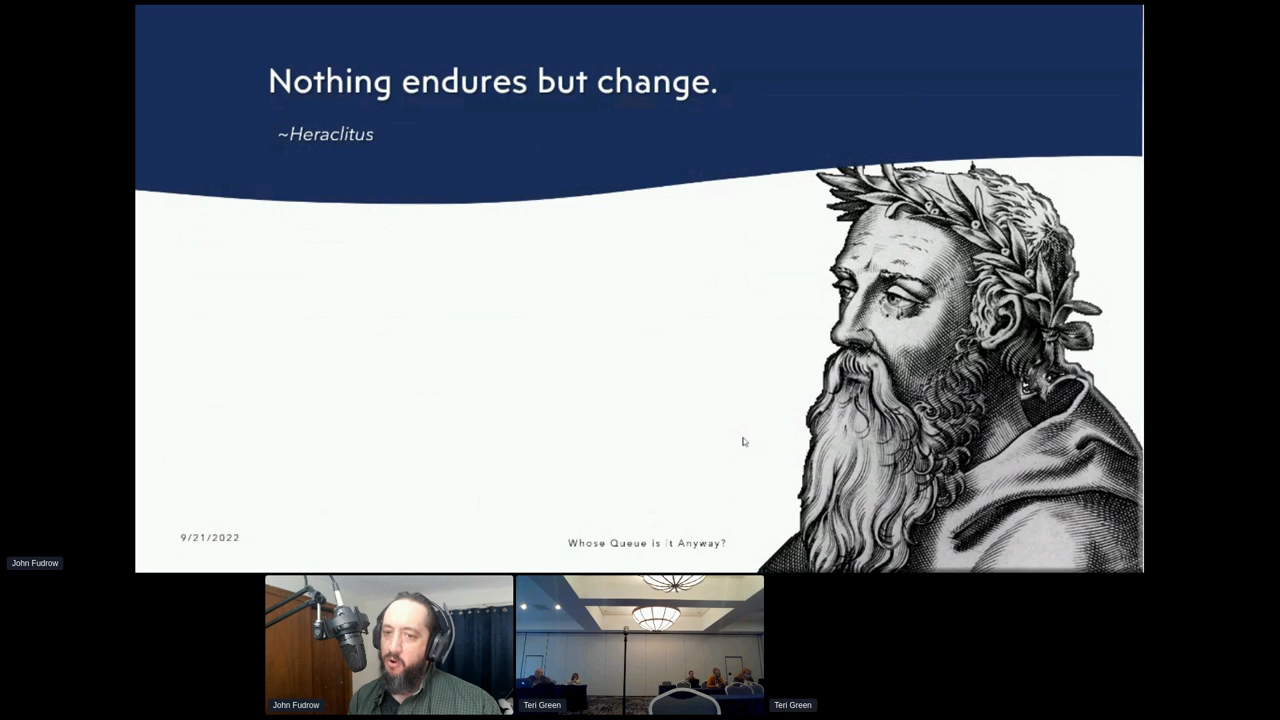 Nothing endures but change.
~Heraclitus
9/21/2022
Whose Queue is it Anyway?
John Fudrow
John Fudrow
Teri Green
Teri Green